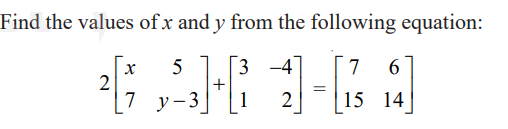 Find the values of x and y from the following equation:
2 [x 5; 7 y−3] + [3 −4; 1 2] = [7 6; 15 14]